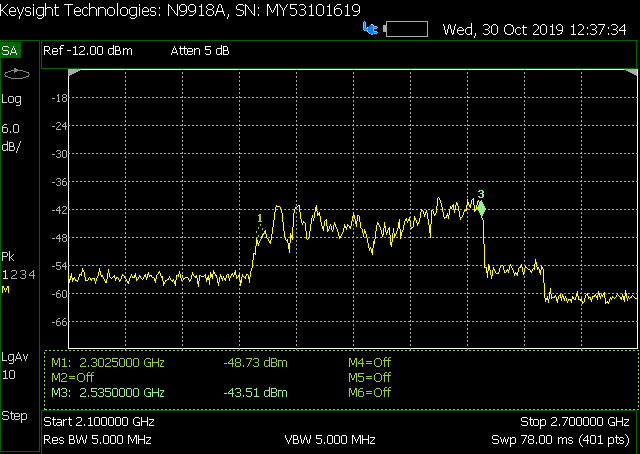 Keysight Technologies: N9918A, SN: MY53101619
Wed, 30 Oct 2019 12:37:34
SA
Ref -12.00 dBm Atten 5 dB
Log
6.0
dB/
-18
-24
-30
-36
-42
-48
-54
-60
-66
1
3
Pk
1 2 3 4
M
LgAv
10
Step
M1: 2.3025000 GHz -48.73 dBm M4=Off
M2=Off M5=Off
M3: 2.5350000 GHz -43.51 dBm M6=Off
Start 2.100000 GHz Stop 2.700000 GHz
Res BW 5.000 MHz VBW 5.000 MHz Swp 78.00 ms (401 pts)